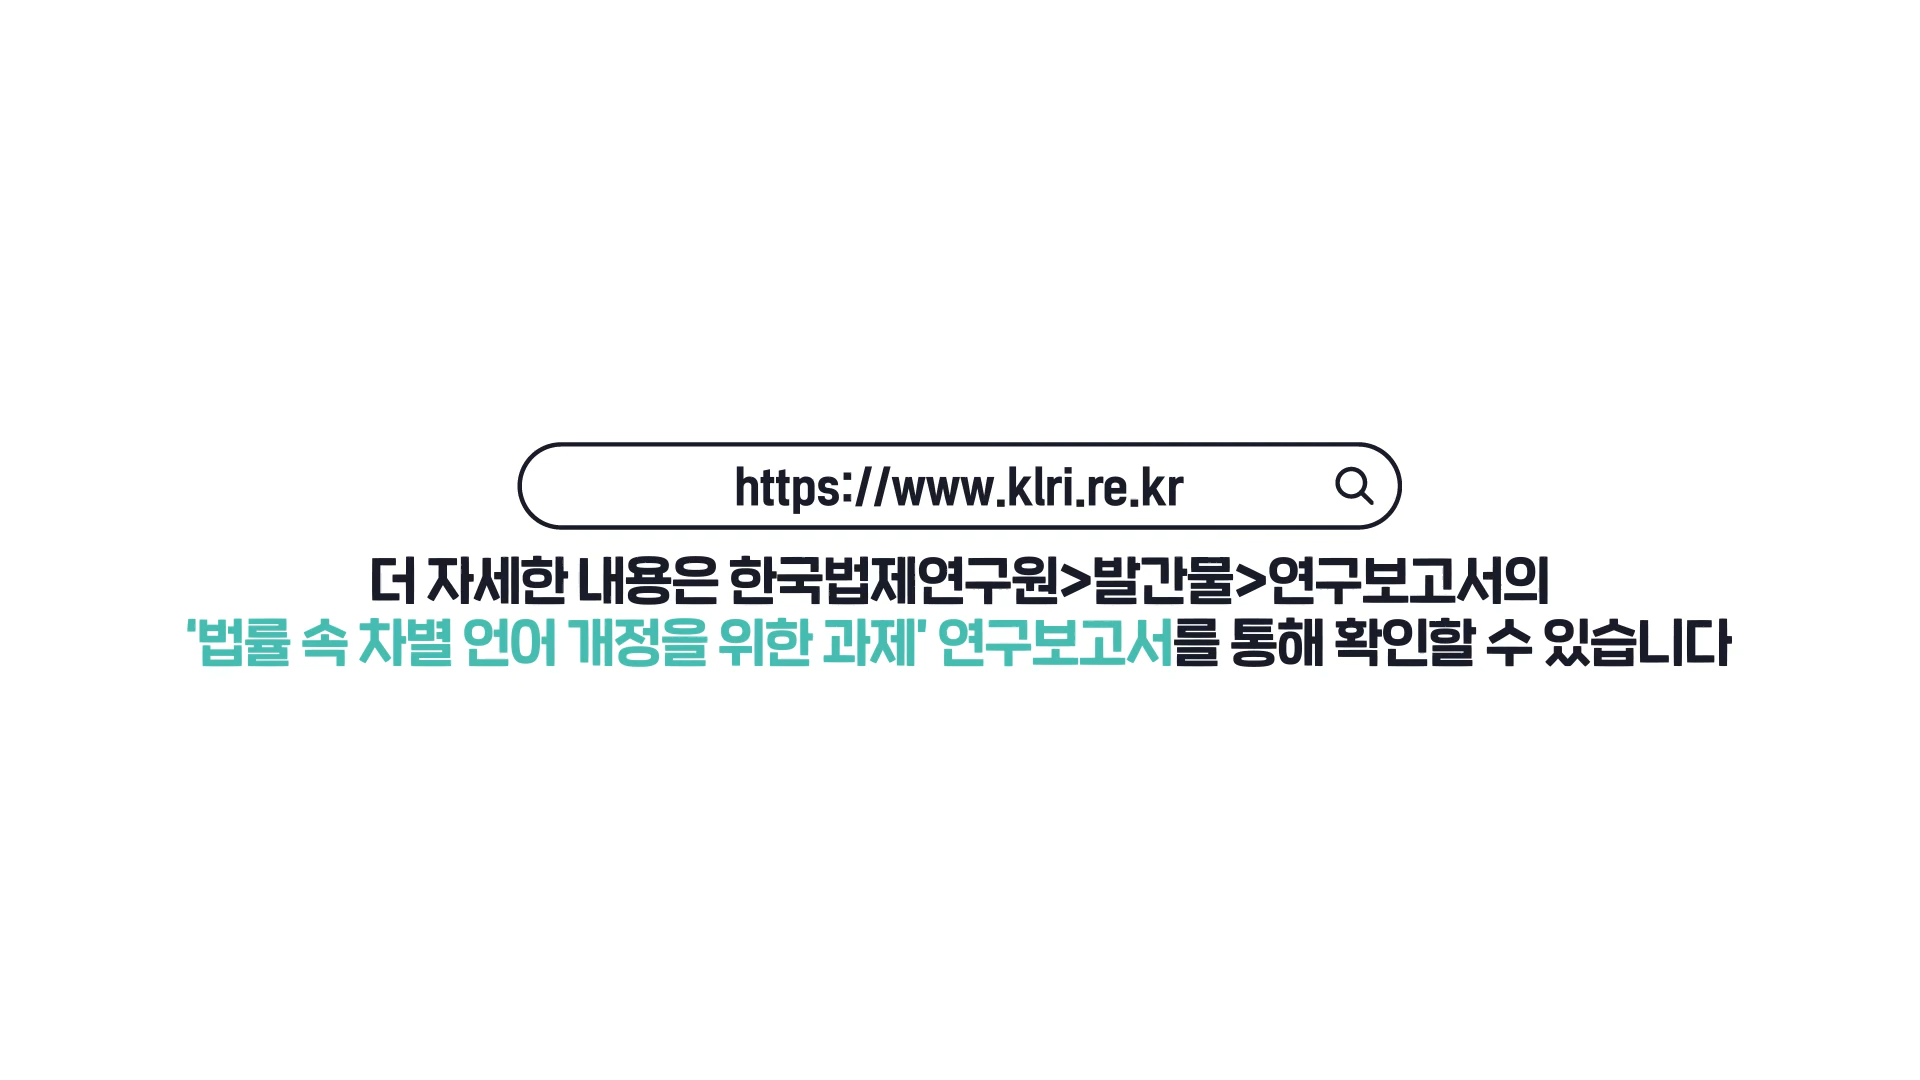 https://www.klri.re.kr
더 자세한 내용은 한국법제연구원>발간물>연구보고서의
‘법률 속 차별 언어 개정을 위한 과제’ 연구보고서를 통해 확인할 수 있습니다